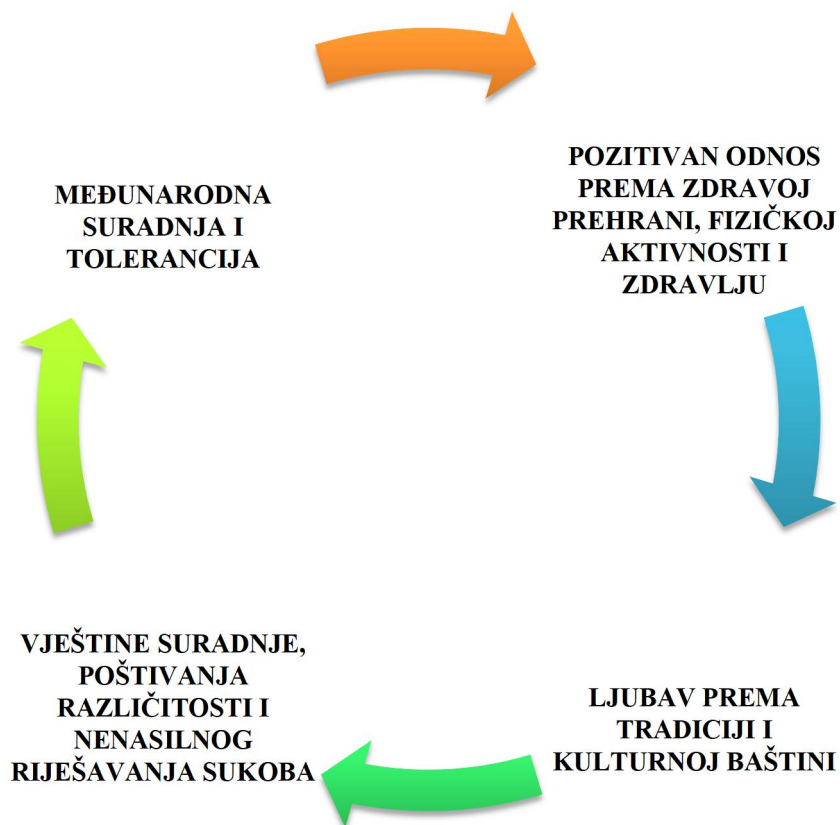 MEĐUNARODNA
SURADNJA I
TOLERANCIJA
POZITIVAN ODNOS
PREMA ZDRAVOJ
PREHRANI, FIZIČKOJ
AKTIVNOSTI I
ZDRAVLJU
LJUBAV PREMA
TRADICIJI I
KULTURNOJ BAŠTINI
VJEŠTINE SURADNJE,
POŠTIVANJA
RAZLIČITOSTI I
NENASILNOG
RIJEŠAVANJA SUKOBA